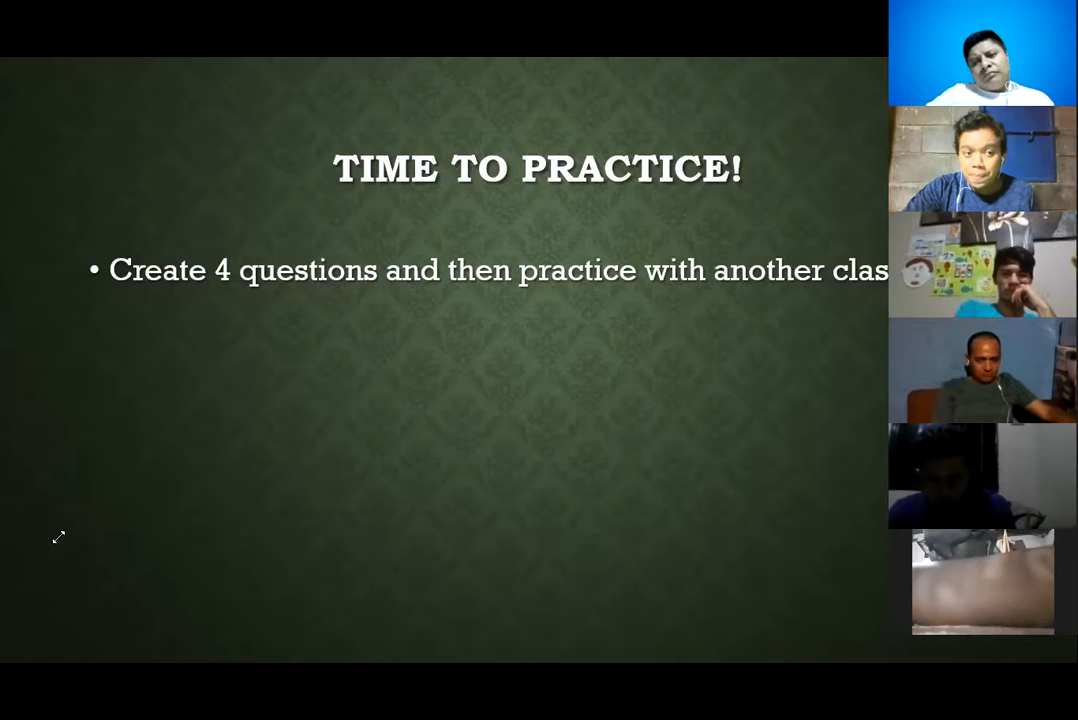 TIME TO PRACTICE!
• Create 4 questions and then practice with another clas